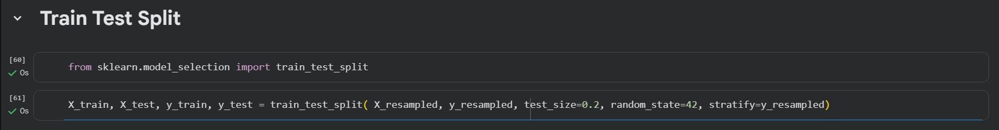 Train Test Split
[60]
0s
from sklearn.model_selection import train_test_split
[61]
0s
X_train, X_test, y_train, y_test = train_test_split( X_resampled, y_resampled, test_size=0.2, random_state=42, stratify=y_resampled)